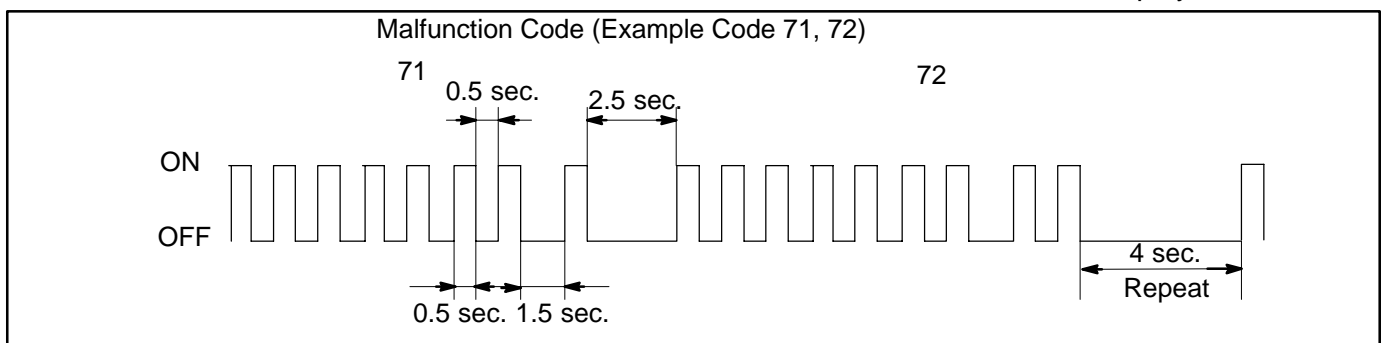 Malfunction Code (Example Code 71, 72)
71
72
0.5 sec.
2.5 sec.
ON
OFF
4 sec.
Repeat
0.5 sec.
1.5 sec.